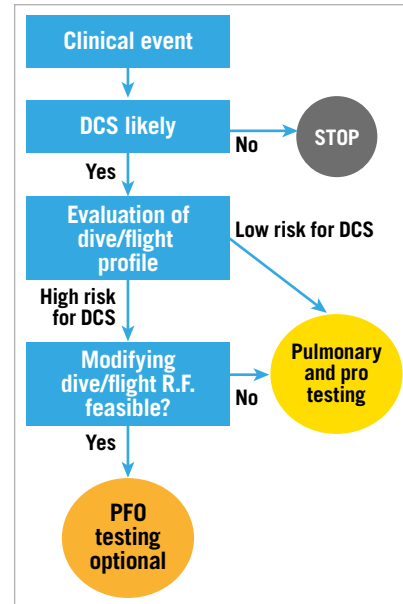 Clinical event
DCS likely
No
STOP
Yes
Evaluation of
dive/flight
profile
Low risk for DCS
High risk
for DCS
Modifying
dive/flight R.F.
feasible?
No
Pulmonary
and pro
testing
Yes
PFO
testing
optional